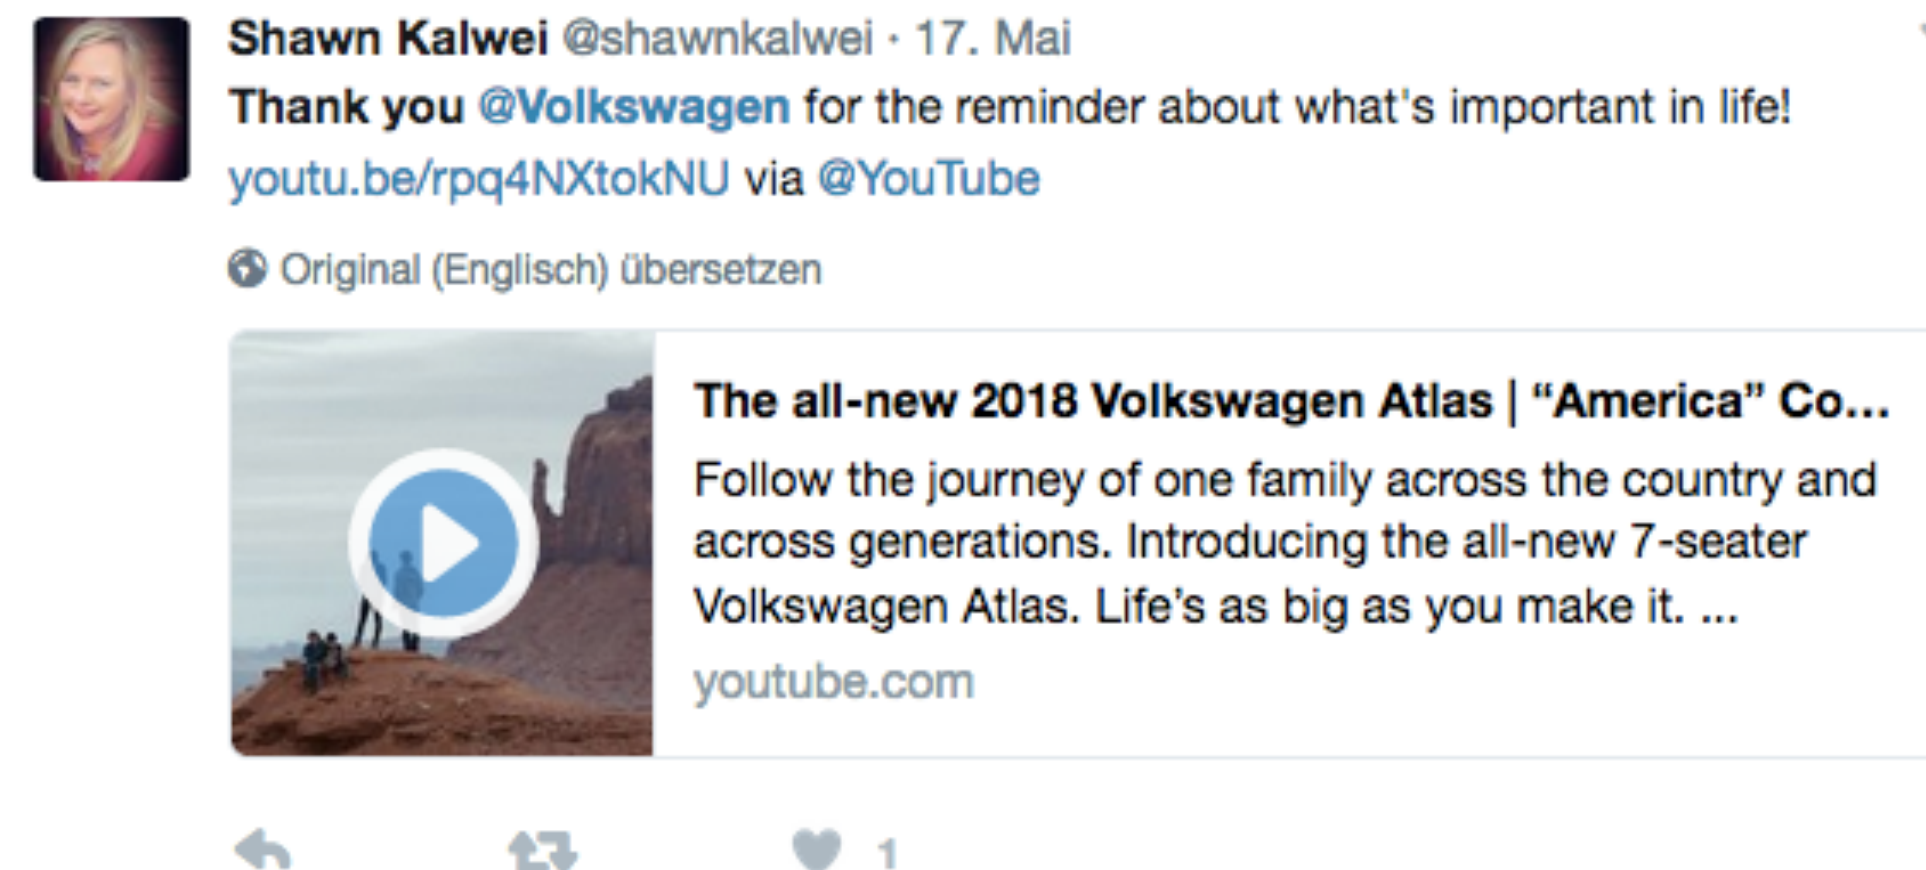 Shawn Kalwei @shawnkalwei · 17. Mai
Thank you @Volkswagen for the reminder about what's important in life!
youtu.be/rpq4NXtokNU via @YouTube
Original (Englisch) übersetzen
The all-new 2018 Volkswagen Atlas | “America” Co...
Follow the journey of one family across the country and
across generations. Introducing the all-new 7-seater
Volkswagen Atlas. Life’s as big as you make it. ...
youtube.com
1